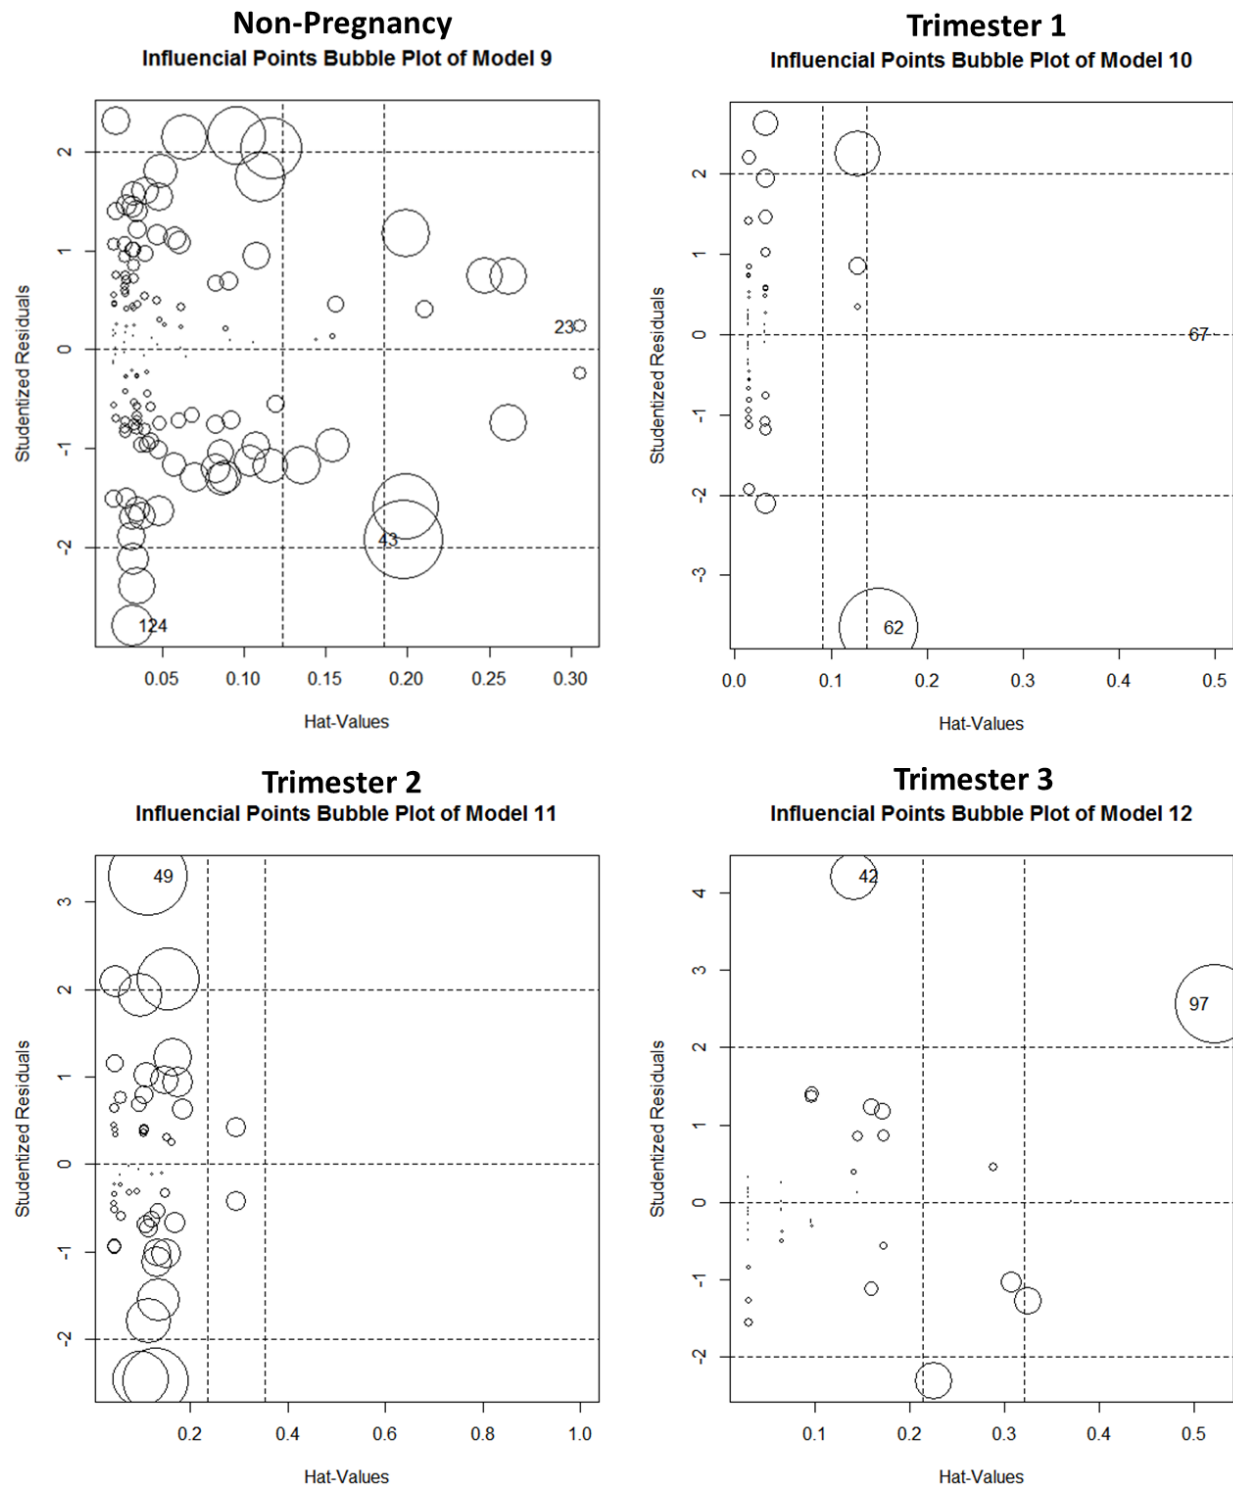 Non-Pregnancy
Influencial Points Bubble Plot of Model 9
Studentized Residuals
2
1
0
-1
-2
23
43
124
0.05 0.10 0.15 0.20 0.25 0.30
Hat-Values
Trimester 1
Influencial Points Bubble Plot of Model 10
Studentized Residuals
2
1
0
-1
-2
-3
67
62
0.0 0.1 0.2 0.3 0.4 0.5
Hat-Values
Trimester 2
Influencial Points Bubble Plot of Model 11
Studentized Residuals
3
2
1
0
-1
-2
49
0.2 0.4 0.6 0.8 1.0
Hat-Values
Trimester 3
Influencial Points Bubble Plot of Model 12
Studentized Residuals
4
3
2
1
0
-1
-2
42
97
0.1 0.2 0.3 0.4 0.5
Hat-Values